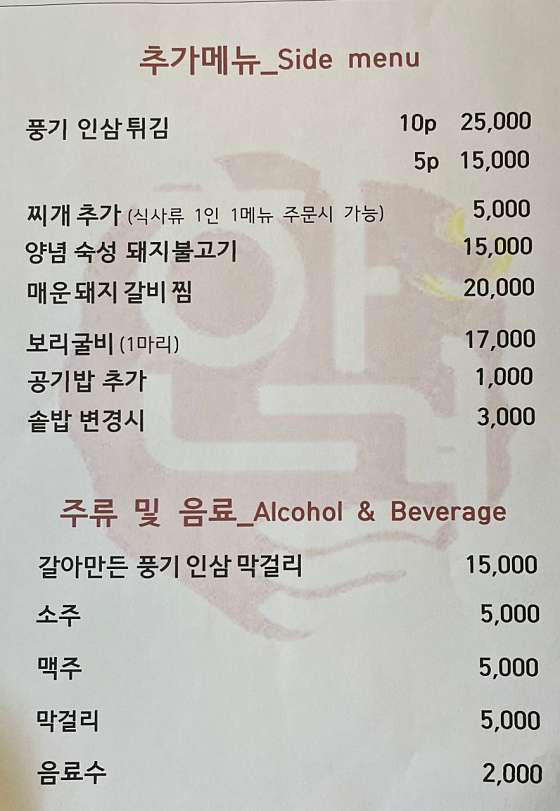 추가메뉴_Side menu
풍기 인삼 튀김 10p 25,000
5p 15,000
찌개 추가 (식사류 1인 1메뉴 주문시 가능) 5,000
양념 숙성 돼지불고기 15,000
매운돼지 갈비 찜 20,000
보리굴비 (1마리) 17,000
공기밥 추가 1,000
솥밥 변경시 3,000
주류 및 음료_Alcohol & Beverage
갈아만든 풍기 인삼 막걸리 15,000
소주 5,000
맥주 5,000
막걸리 5,000
음료수 2,000